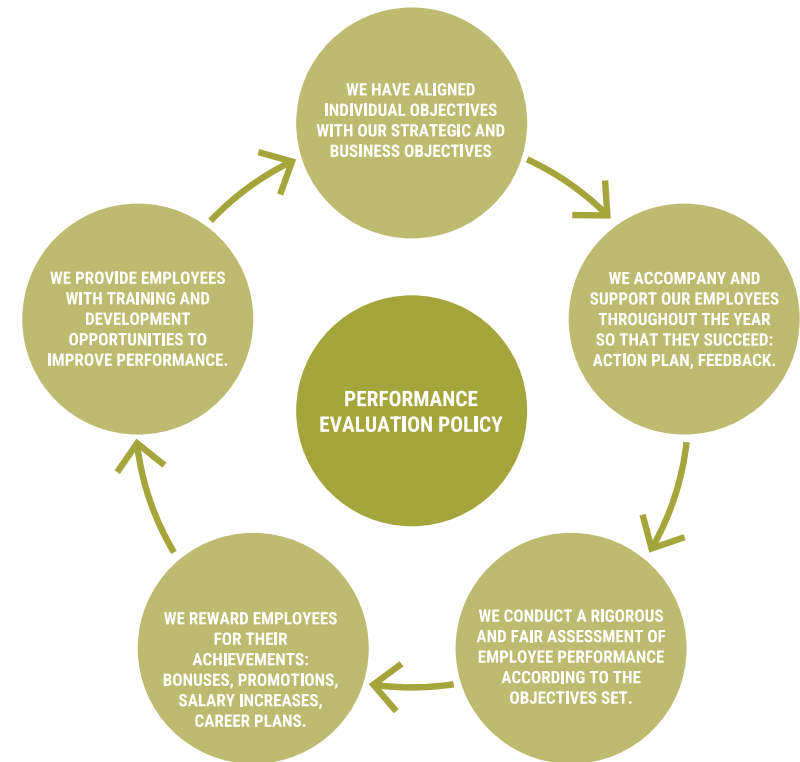 WE HAVE ALIGNED
INDIVIDUAL OBJECTIVES
WITH OUR STRATEGIC AND
BUSINESS OBJECTIVES
WE ACCOMPANY AND
SUPPORT OUR EMPLOYEES
THROUGHOUT THE YEAR
SO THAT THEY SUCCEED:
ACTION PLAN, FEEDBACK.
WE CONDUCT A RIGOROUS
AND FAIR ASSESSMENT OF
EMPLOYEE PERFORMANCE
ACCORDING TO THE
OBJECTIVES SET.
WE REWARD EMPLOYEES
FOR THEIR
ACHIEVEMENTS:
BONUSES, PROMOTIONS,
SALARY INCREASES,
CAREER PLANS.
WE PROVIDE EMPLOYEES
WITH TRAINING AND
DEVELOPMENT
OPPORTUNITIES TO
IMPROVE PERFORMANCE.
PERFORMANCE
EVALUATION POLICY